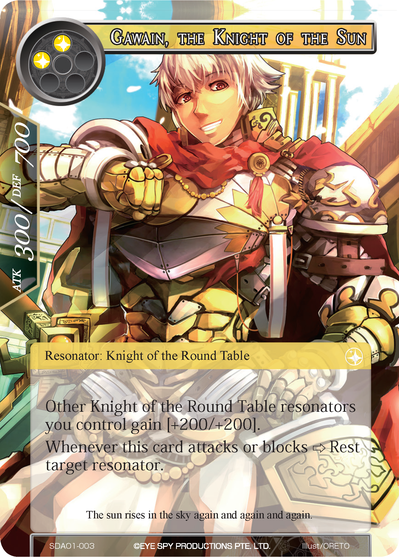 Gawain, the Knight of the Sun
ATK 300/ DEF 700
Resonator: Knight of the Round Table
Other Knight of the Round Table resonators
you control gain [+200/+200].
Whenever this card attacks or blocks ⇨ Rest
target resonator.
The sun rises in the sky again and again and again.
SDAO1-003 ©EYE SPY PRODUCTIONS PTE. LTD. Illust/ORETO